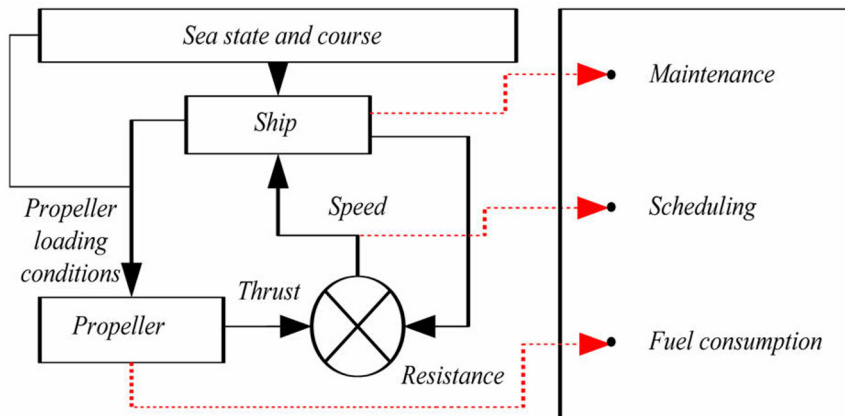 Sea state and course
Ship
Maintenance
Speed
Scheduling
Propeller
loading
conditions
Thrust
Propeller
Resistance
Fuel consumption